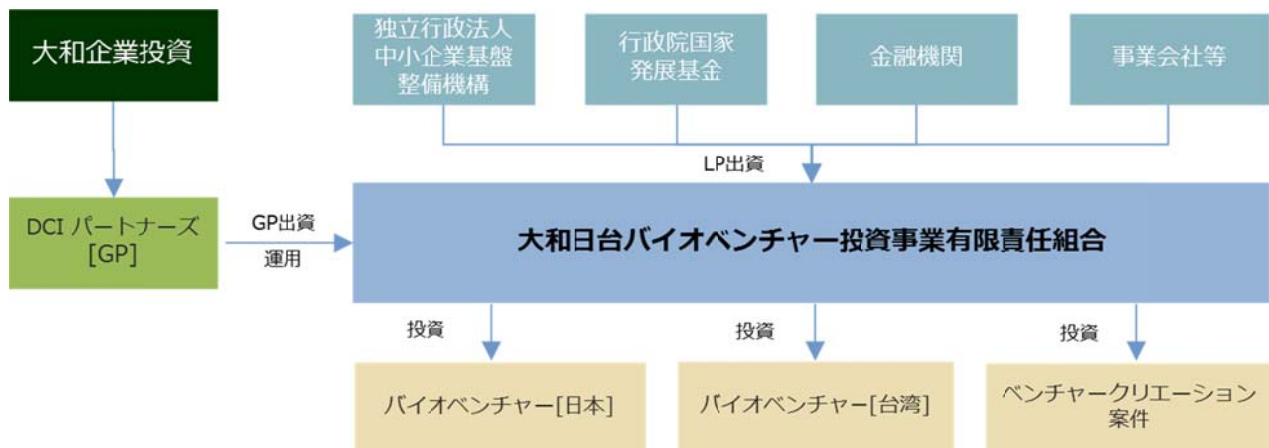 大和企業投資
独立行政法人
中小企業基盤
整備機構
行政院国家
発展基金
金融機関
事業会社等
LP出資
DCI パートナーズ
[GP]
GP出資
運用
大和日台バイオベンチャー投資事業有限責任組合
投資
投資
投資
バイオベンチャー[日本]
バイオベンチャー[台湾]
ベンチャークリエーション
案件